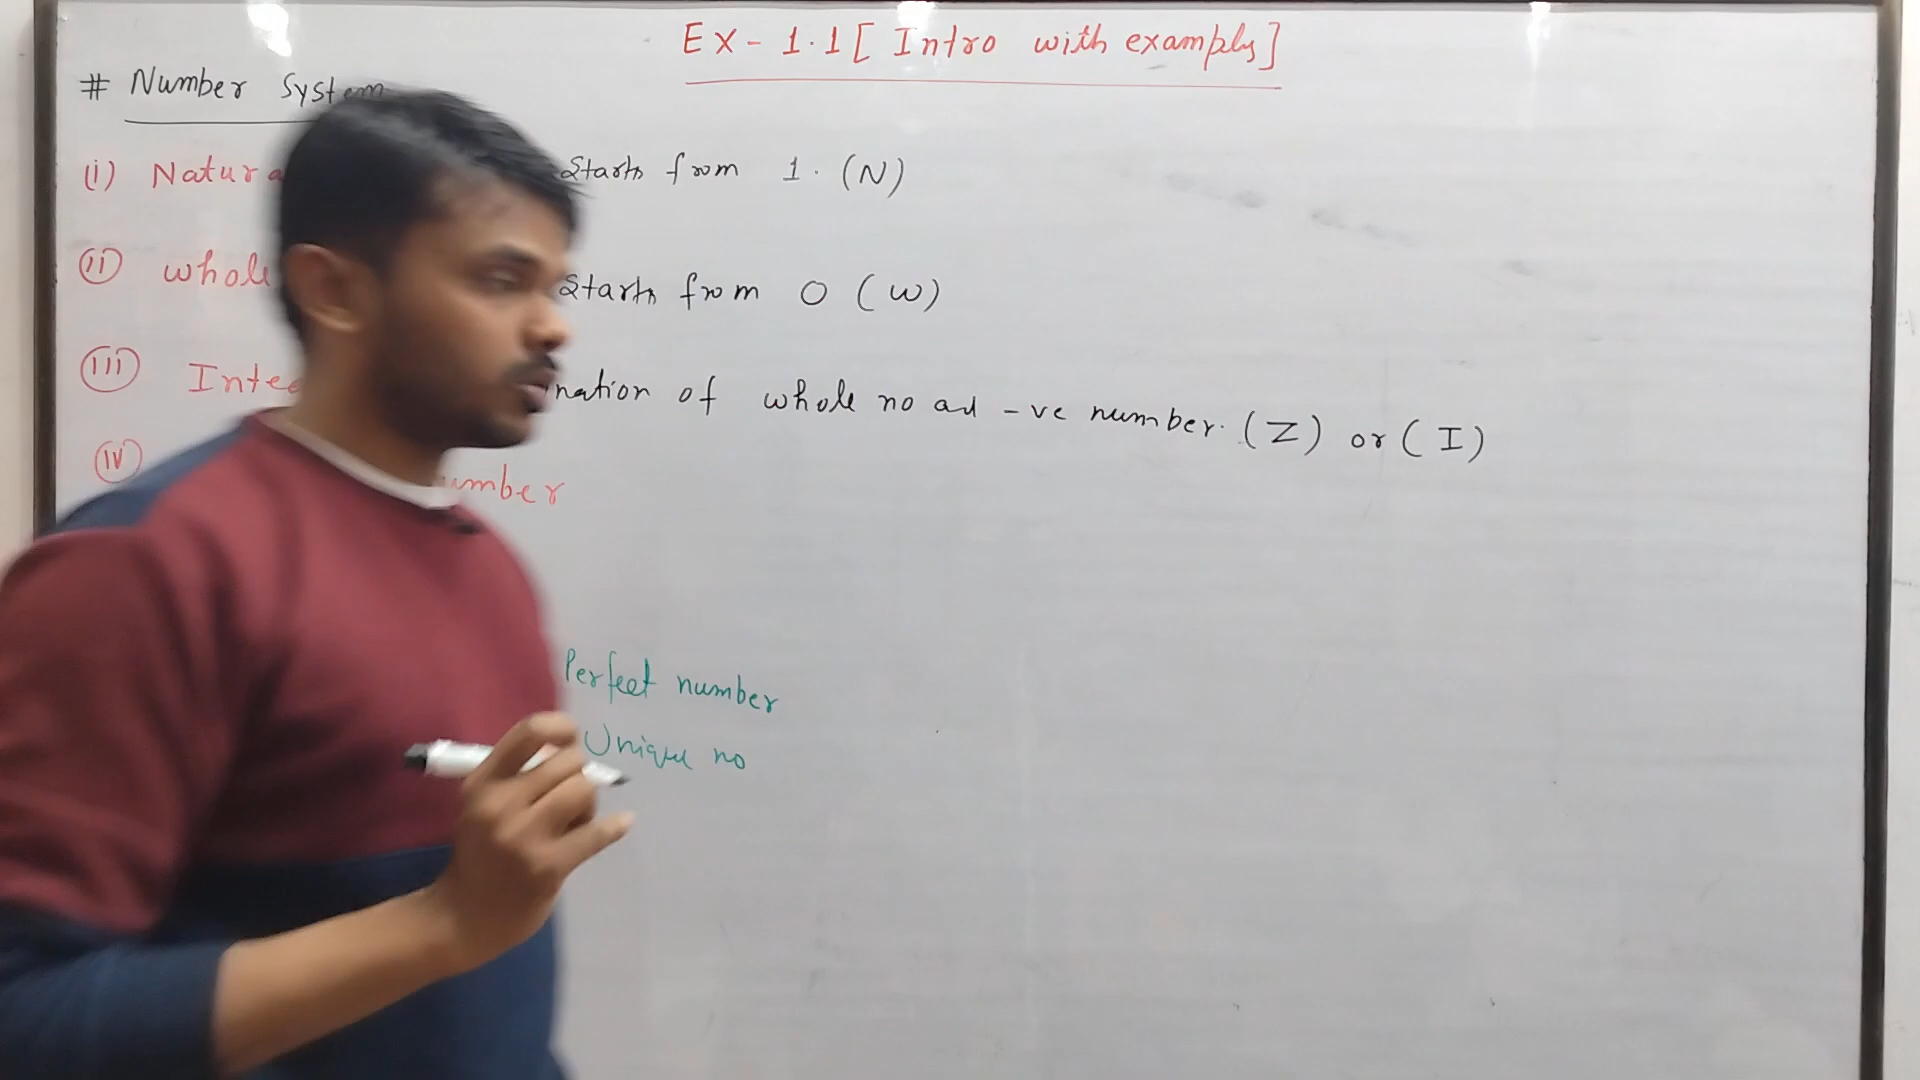 Ex- 1.1 [ Intro with examples]
# Number System
(i) Natura Starts from 1. (N)
(ii) whole Starts from 0 (W)
(iii) Inte nation of whole no and -ve number. (Z) or (I)
(iv) umber
Perfect number
Unique no